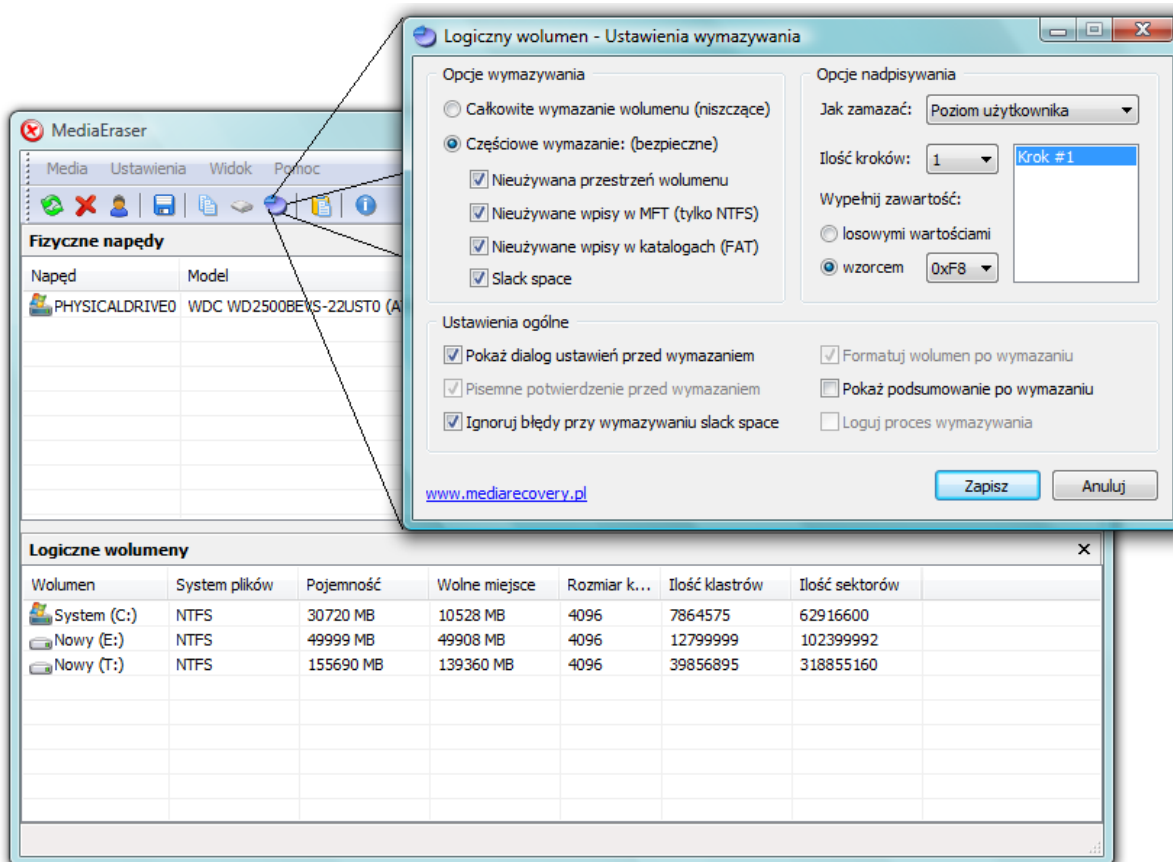 Logiczny wolumen - Ustawienia wymazywania
Opcje wymazywania
Całkowite wymazanie wolumenu (niszczące)
Częściowe wymazanie: (bezpieczne)
Nieużywana przestrzeń wolumenu
Nieużywane wpisy w MFT (tylko NTFS)
Nieużywane wpisy w katalogach (FAT)
Slack space
Opcje nadpisywania
Jak zamazać: Poziom użytkownika
Ilość kroków: 1 Krok #1
Wypełnij zawartość:
losowymi wartościami
wzorcem 0xF8
Ustawienia ogólne
Pokaż dialog ustawień przed wymazaniem
Pisemne potwierdzenie przed wymazaniem
Ignoruj błędy przy wymazywaniu slack space
Formatuj wolumen po wymazaniu
Pokaż podsumowanie po wymazaniu
Loguj proces wymazywania
www.mediarecovery.pl
Zapisz Anuluj
MediaEraser
Media Ustawienia Widok Pomoc
Fizyczne napędy
Napęd Model
PHYSICALDRIVE0 WDC WD2500BEVS-22UST0 (A
Logiczne wolumeny
Wolumen System plików Pojemność Wolne miejsce Rozmiar k... Ilość klastrów Ilość sektorów
System (C:) NTFS 30720 MB 10528 MB 4096 7864575 62916600
Nowy (E:) NTFS 49999 MB 49908 MB 4096 12799999 102399992
Nowy (T:) NTFS 155690 MB 139360 MB 4096 39856895 318855160